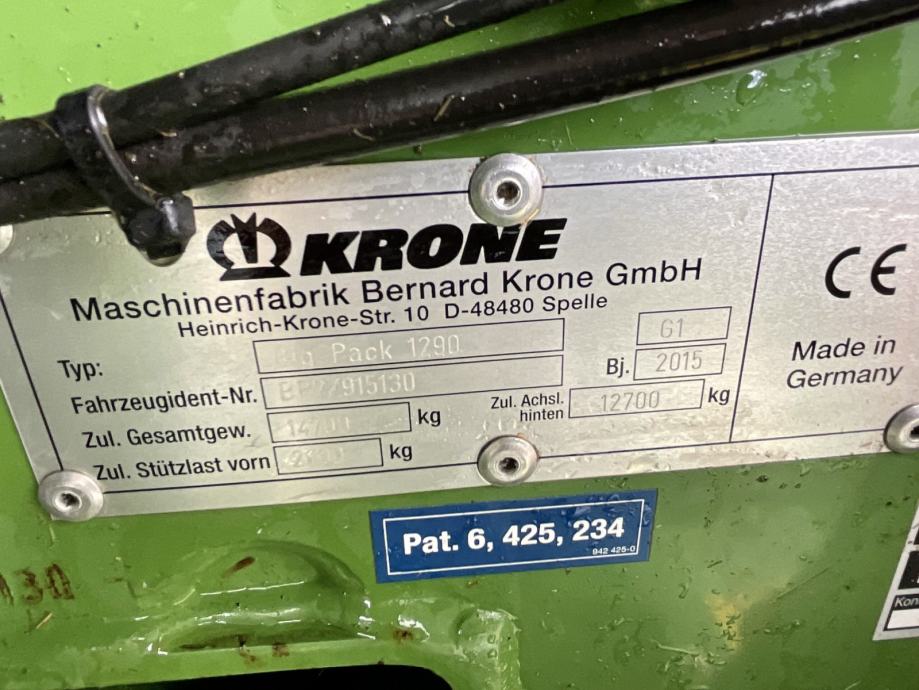 KRONE
Maschinenfabrik Bernard Krone GmbH
Heinrich-Krone-Str. 10 D-48480 Spelle
Typ: Big Pack 1290 G1
Fahrzeugident-Nr. 915130 Bj. 2015
Zul. Gesamtgew. kg Zul. Achsl. hinten 12700 kg
Zul. Stützlast vorn kg
CE
Made in
Germany
Pat. 6, 425, 234
942 425-0
030